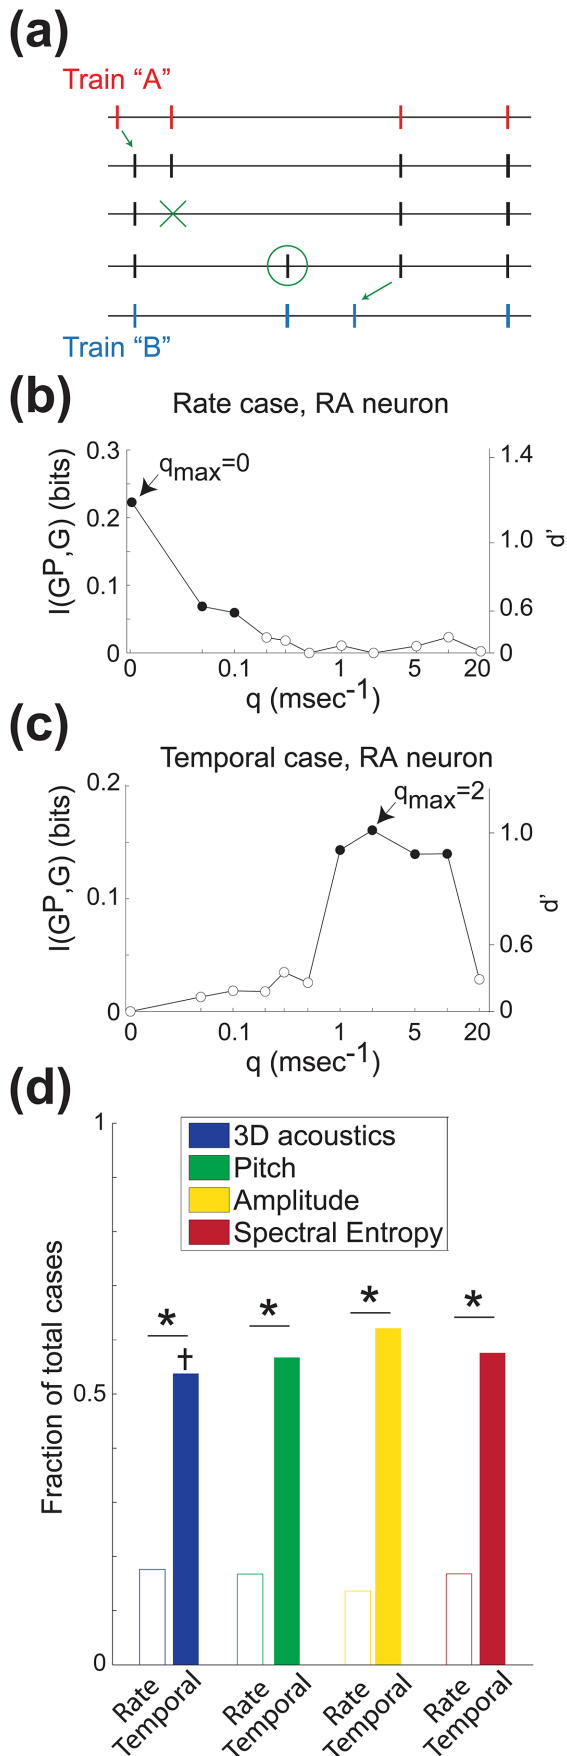 (a)
Train “A”
Train “B”
(b)
Rate case, RA neuron
0.3
0.2
0.1
0
I(GP,G) (bits)
qmax=0
1.4
1.0
0.6
0
d'
0 0.1 1 5 20
q (msec-1)
(c)
Temporal case, RA neuron
0.2
0.1
0
I(GP,G) (bits)
qmax=2
1.0
0.6
0
d'
0 0.1 1 5 20
q (msec-1)
(d)
1
0.5
0
Fraction of total cases
3D acoustics
Pitch
Amplitude
Spectral Entropy
* * * *
†
Rate Temporal Rate Temporal Rate Temporal Rate Temporal